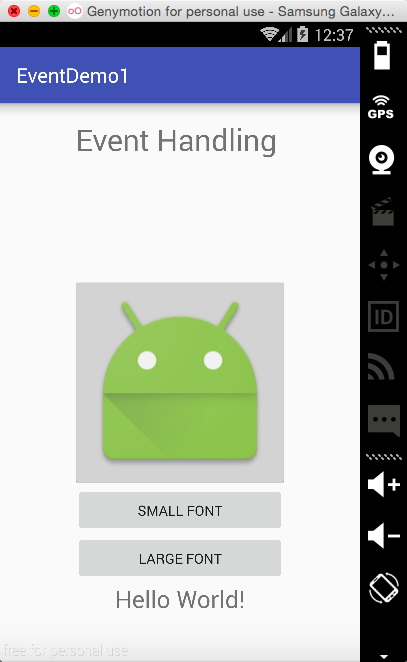 Genymotion for personal use - Samsung Galaxy...
12:37
EventDemo1
GPS
Event Handling
ID
SMALL FONT
LARGE FONT
Hello World!
free for personal use